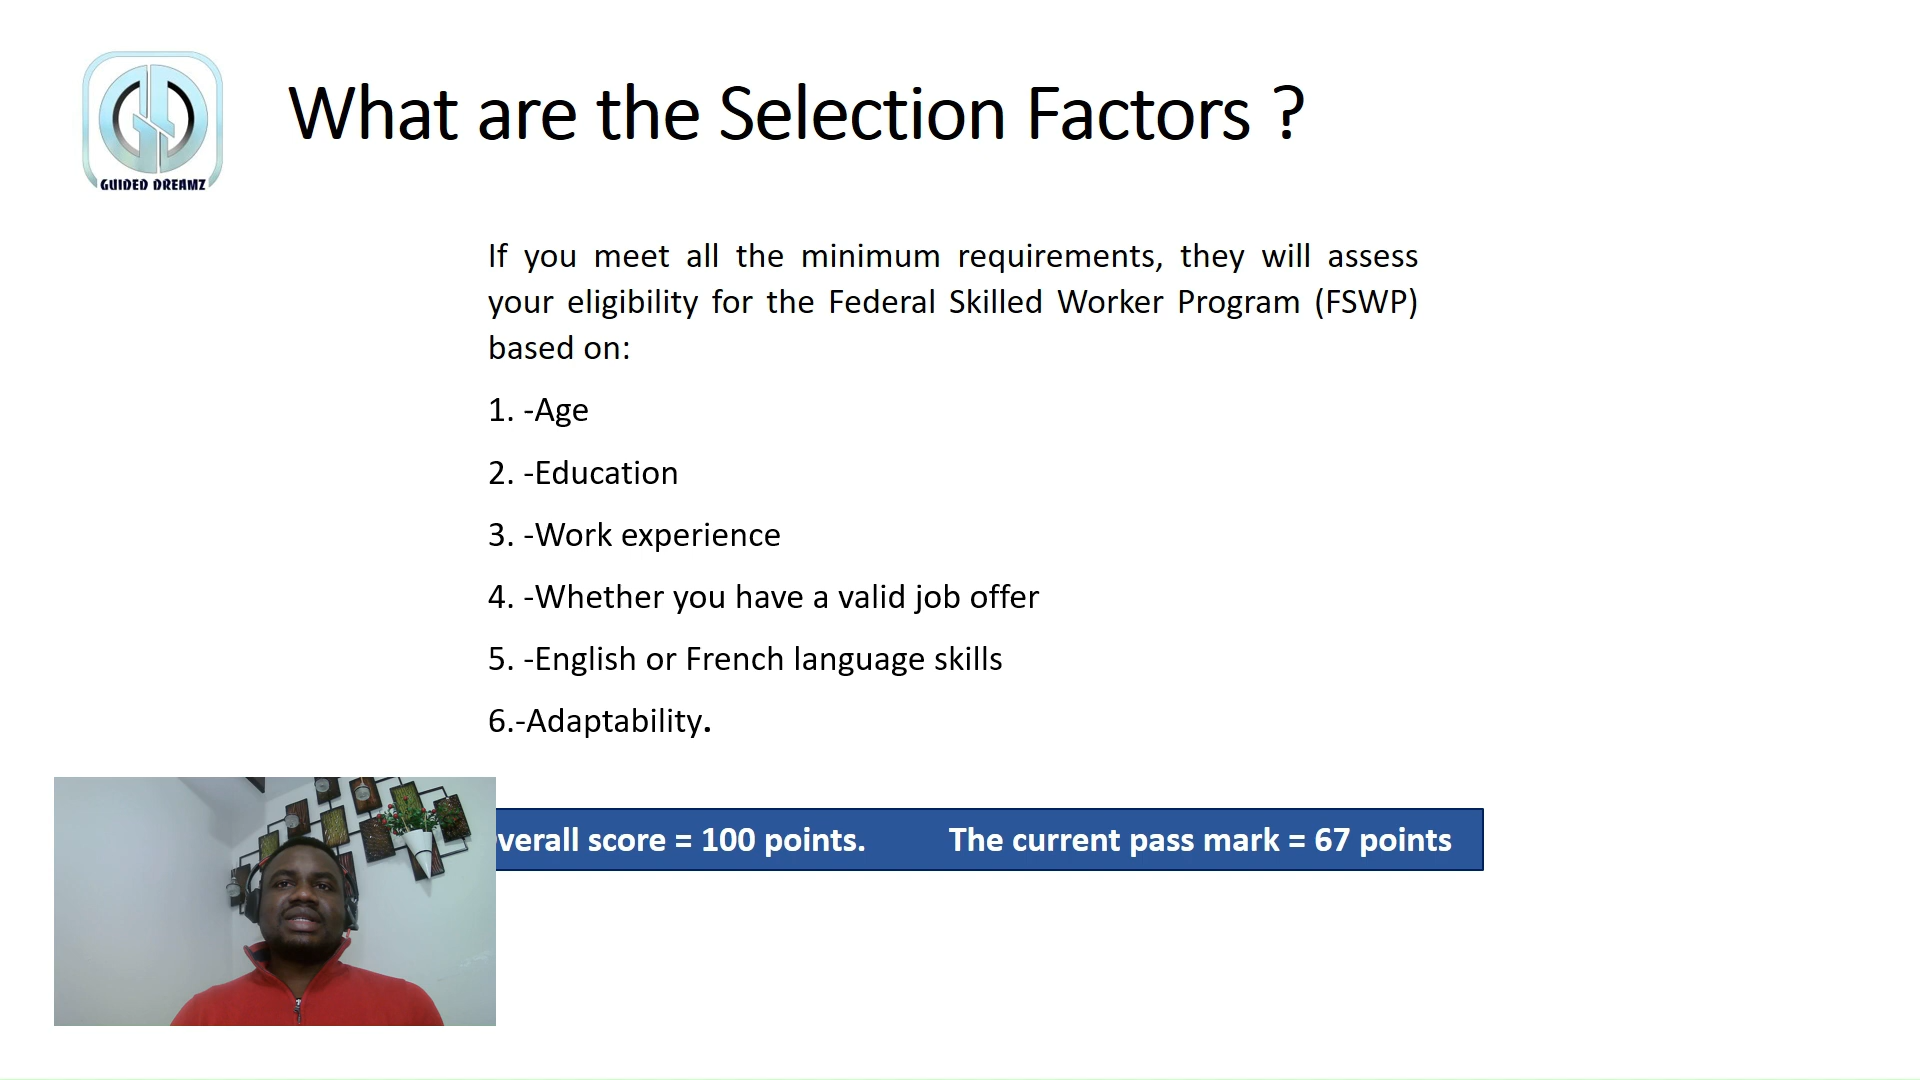 GUIDED DREAMZ
What are the Selection Factors ?
If you meet all the minimum requirements, they will assess
your eligibility for the Federal Skilled Worker Program (FSWP)
based on:
1. -Age
2. -Education
3. -Work experience
4. -Whether you have a valid job offer
5. -English or French language skills
6.-Adaptability.
verall score = 100 points. The current pass mark = 67 points